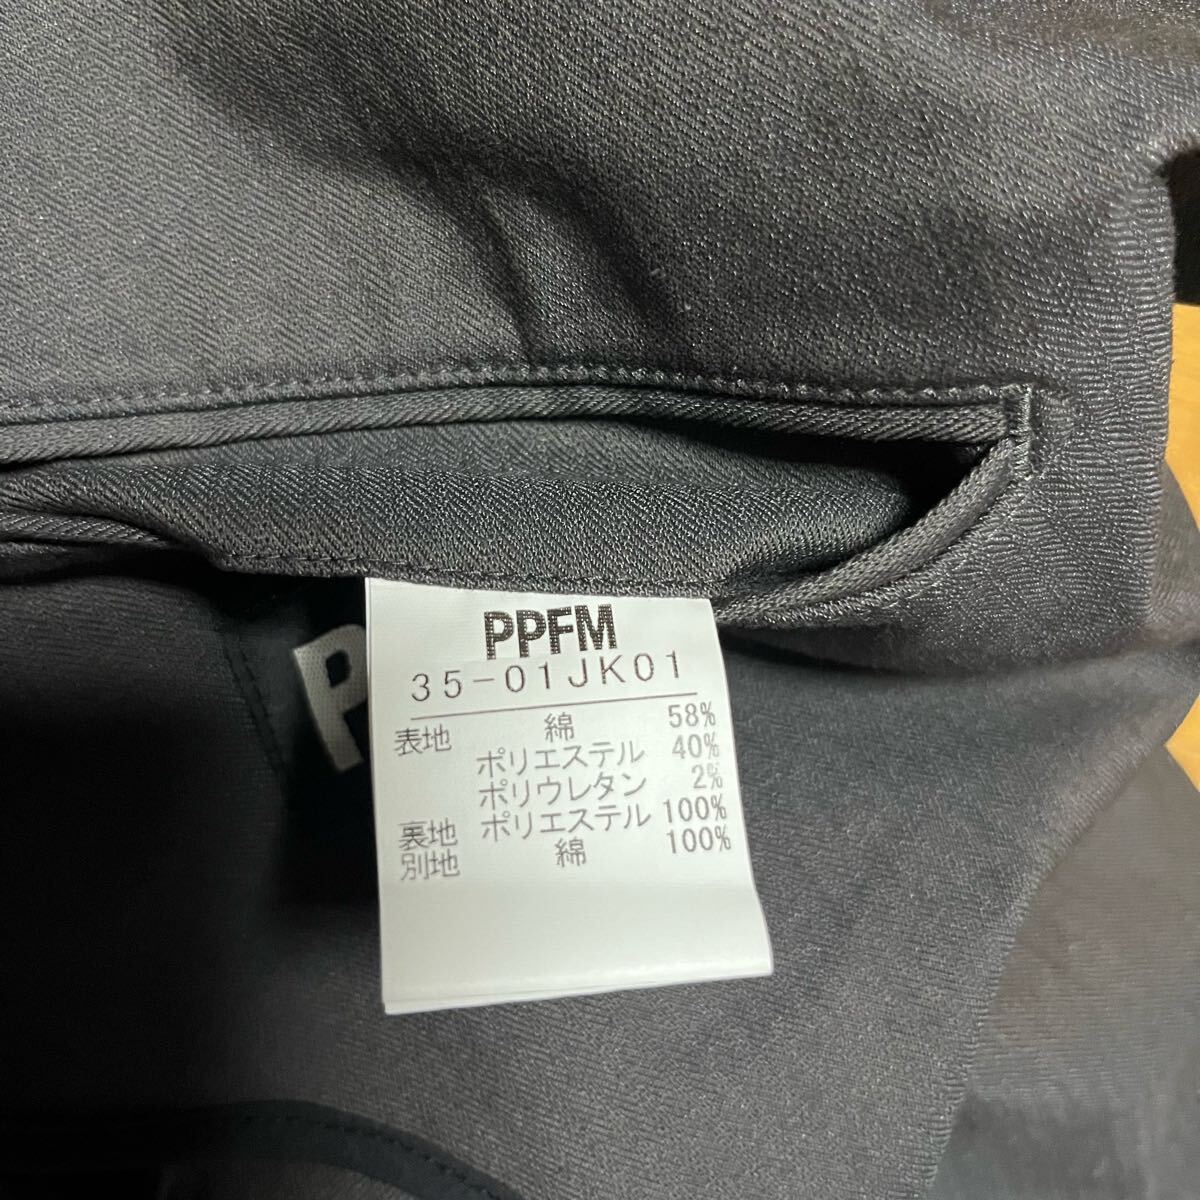 PPFM
35-01JK01
表地 綿 58%
ポリエステル 40%
ポリウレタン 2%
裏地 ポリエステル 100%
別地 綿 100%
P